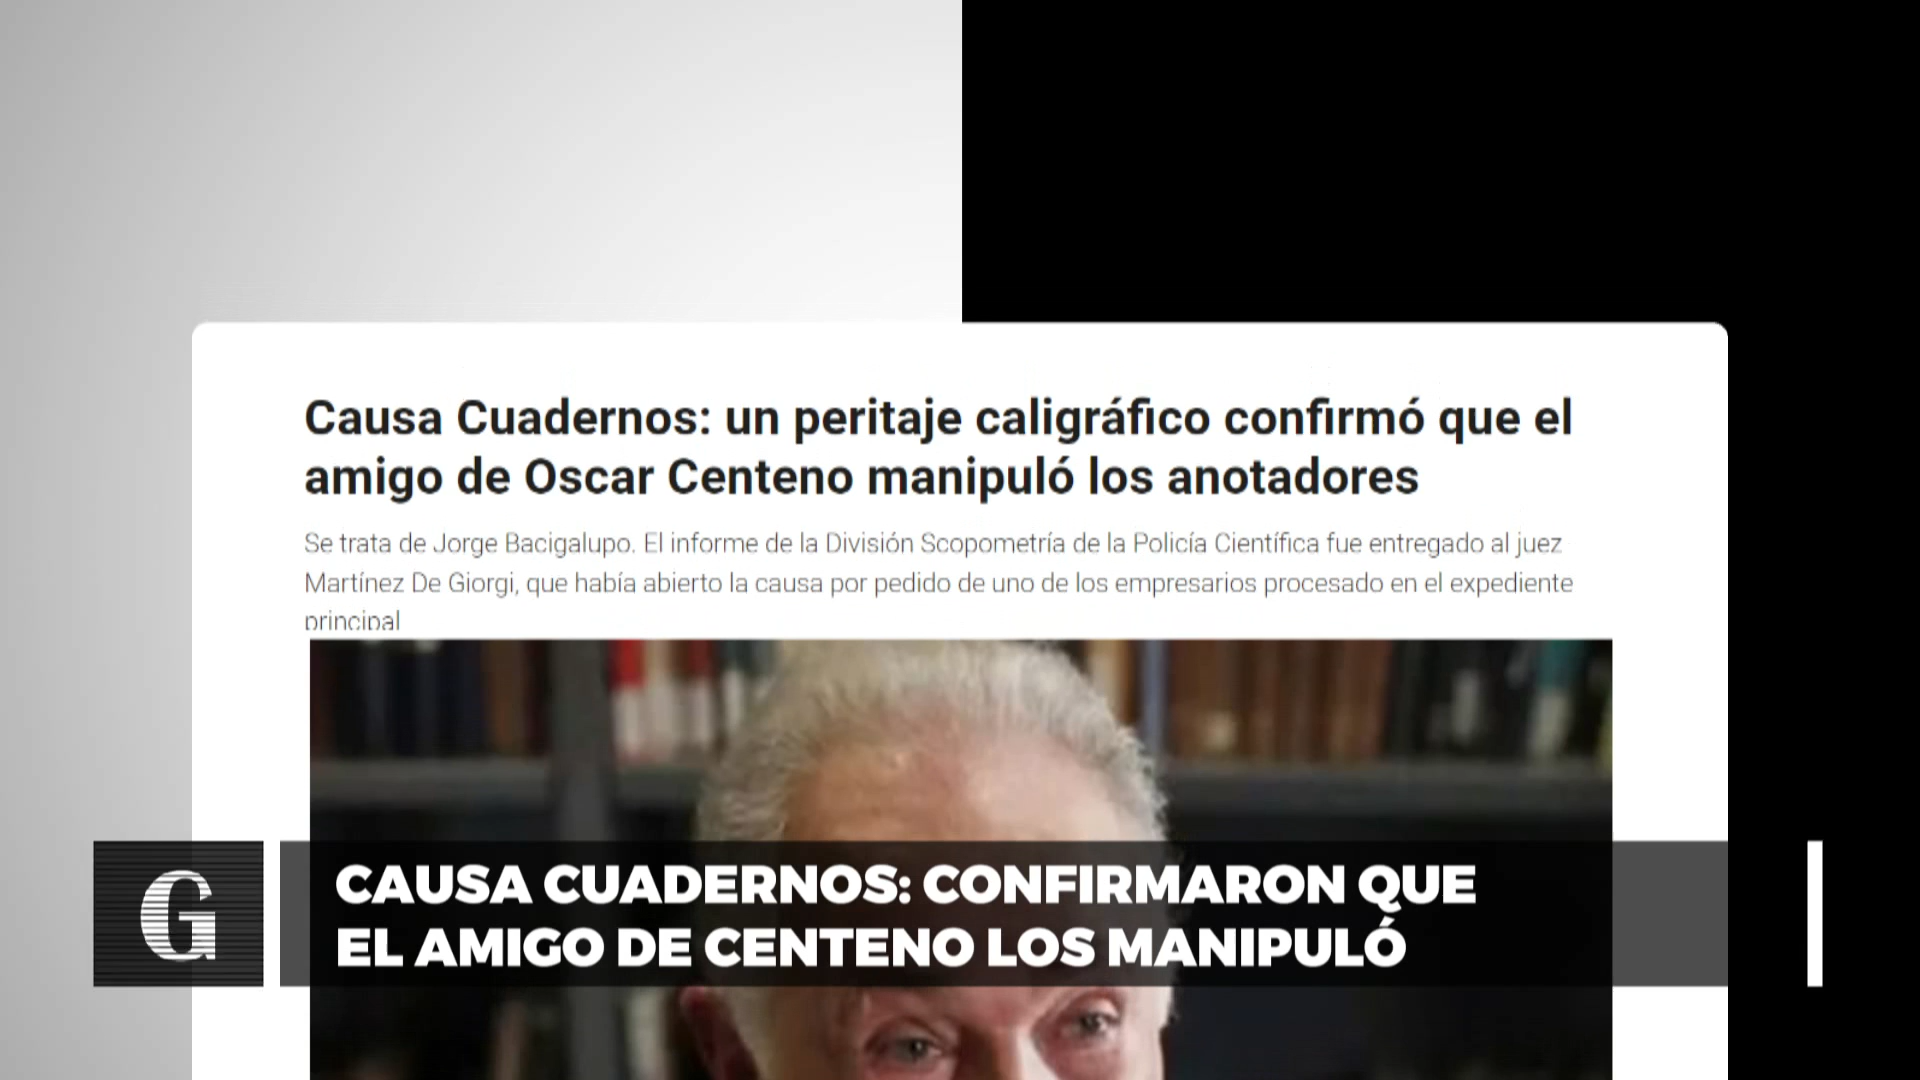 Causa Cuadernos: un peritaje caligráfico confirmó que el
amigo de Oscar Centeno manipuló los anotadores
Se trata de Jorge Bacigalupo. El informe de la División Scopometría de la Policía Científica fue entregado al juez
Martínez De Giorgi, que había abierto la causa por pedido de uno de los empresarios procesado en el expediente
principal
G
CAUSA CUADERNOS: CONFIRMARON QUE
EL AMIGO DE CENTENO LOS MANIPULÓ